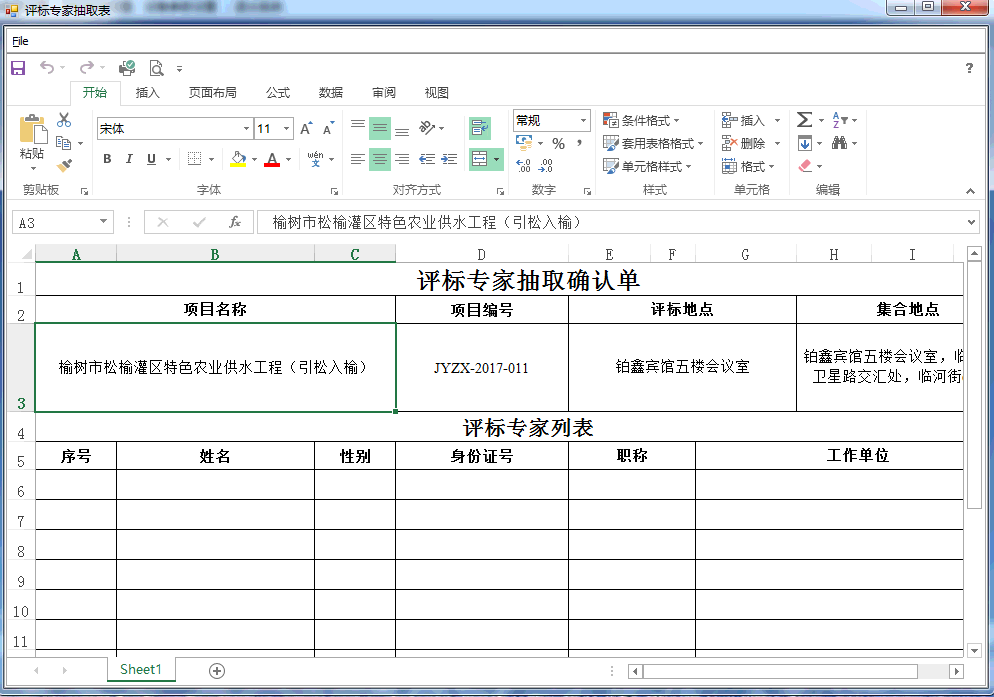 评标专家抽取表
File
?
开始 插入 页面布局 公式 数据 审阅 视图
粘贴
宋体 11 A A
B I U A wén 文
常规
% ,
.00 .00
条件格式
套用表格格式
单元格样式
插入
删除
格式
Σ A Z
剪贴板 字体 对齐方式 数字 样式 单元格 编辑
A3 fx 榆树市松榆灌区特色农业供水工程（引松入榆）
A B C D E F G H I
1 评标专家抽取确认单
2 项目名称 项目编号 评标地点 集合地点
3 榆树市松榆灌区特色农业供水工程（引松入榆） JYZX-2017-011 铂鑫宾馆五楼会议室 铂鑫宾馆五楼会议室，临
卫星路交汇处，临河街
4 评标专家列表
5 序号 姓名 性别 身份证号 职称 工作单位
6
7
8
9
10
11
Sheet1